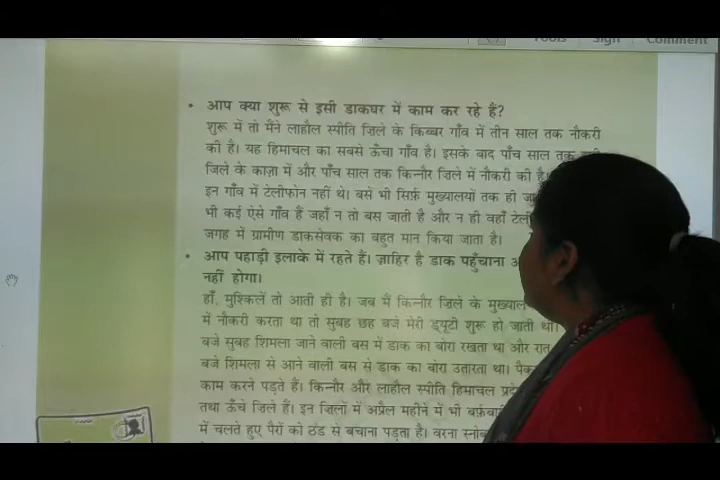 Tools Sign Comment
• आप क्या शुरू से इसी डाकघर में काम कर रहे हैं?
शुरू में तो मैंने लाहौल स्पीति ज़िले के किब्बर गाँव में तीन साल तक नौकरी
की है। यह हिमाचल का सबसे ऊँचा गाँव है। इसके बाद पाँच साल तक
ज़िले के काज़ा में और पाँच साल तक किन्नौर ज़िले में नौकरी की है।
इन गाँव में टेलीफोन नहीं थे। बसें भी सिर्फ़ मुख्यालयों तक ही
भी कई ऐसे गाँव हैं जहाँ न तो बस जाती है और न ही वहाँ
जगह में ग्रामीण डाकसेवक का बहुत मान किया जाता है।
• आप पहाड़ी इलाके में रहते हैं। ज़ाहिर है डाक पहुँचाना
नहीं होगा।
हाँ, मुश्किलें तो आती ही है। जब मैं किन्नौर ज़िले के
में नौकरी करता था तो सुबह छह बजे मेरी ड्यूटी शुरू हो जाती थी।
बजे सुबह शिमला जाने वाली बस में डाक का बोरा रखता था और रात
बजे शिमला से आने वाली बस से डाक का बोरा उतारता था।
काम करने पड़ते हैं। किन्नौर और लाहौल स्पीति हिमाचल
तथा ऊँचे ज़िले हैं। इन ज़िलों में अप्रैल महीने में भी
में चलते हुए पैरों को ठंड से बचाना पड़ता है। वरना